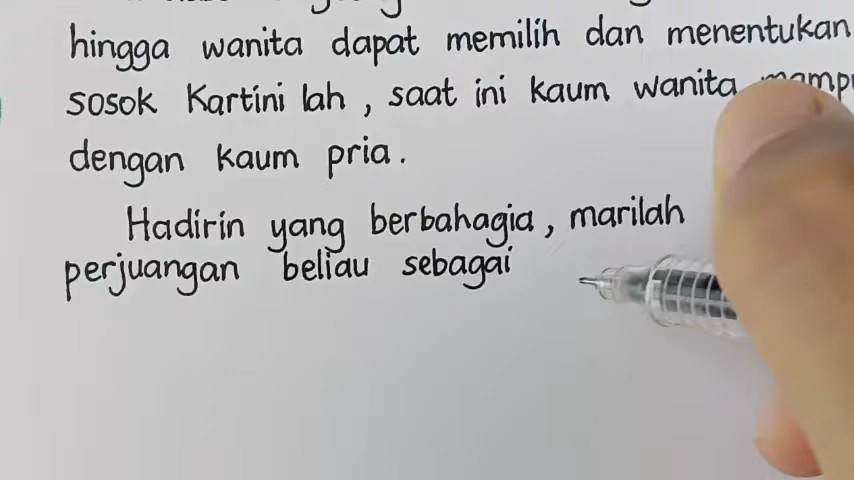 hingga wanita dapat memilih dan menentukan
sosok Kartini lah, saat ini kaum wanita
dengan kaum pria.
Hadirin yang berbahagia, marilah
perjuangan beliau sebagai